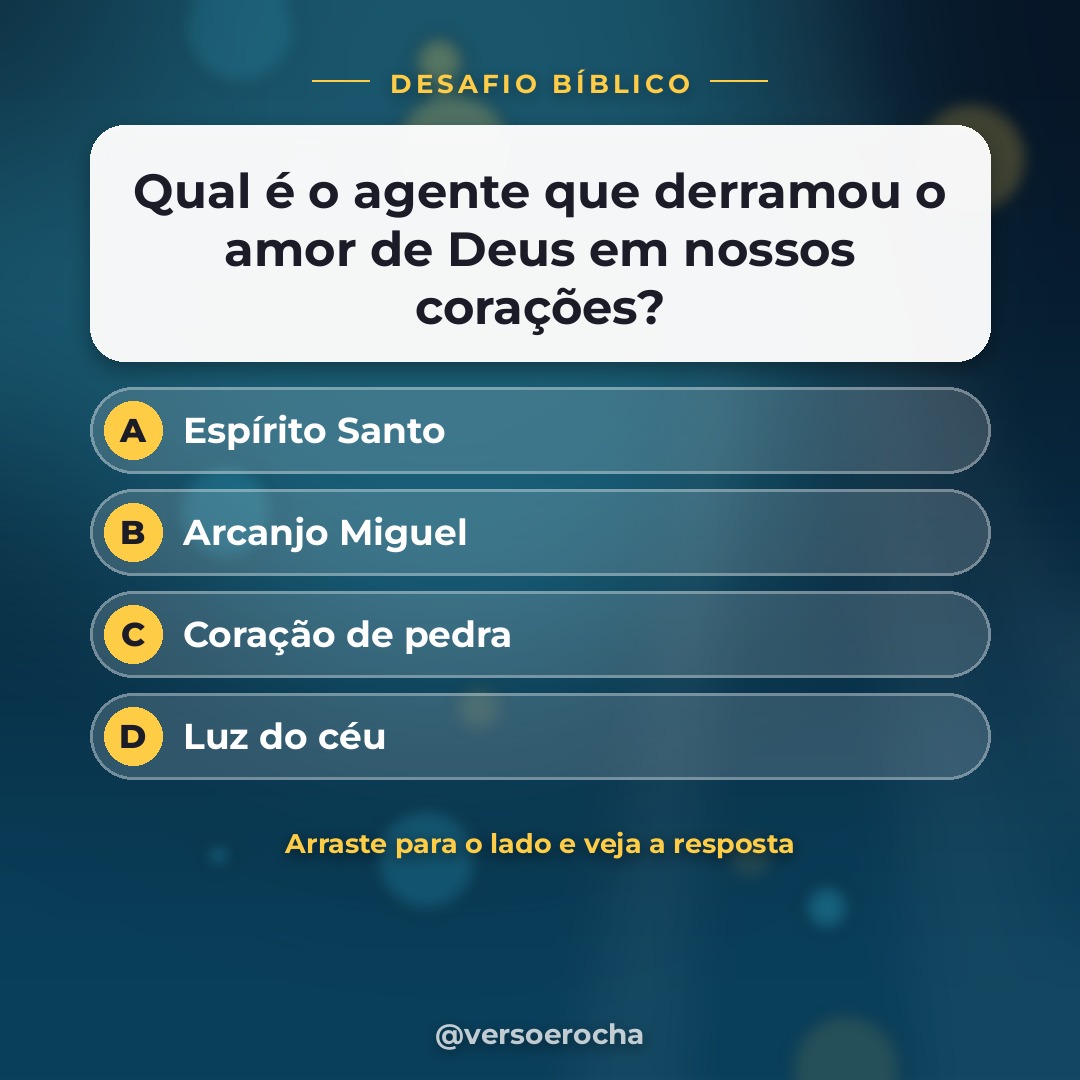 DESAFIO BÍBLICO
Qual é o agente que derramou o
amor de Deus em nossos
corações?
A Espírito Santo
B Arcanjo Miguel
C Coração de pedra
D Luz do céu
Arraste para o lado e veja a resposta
@versoerocha